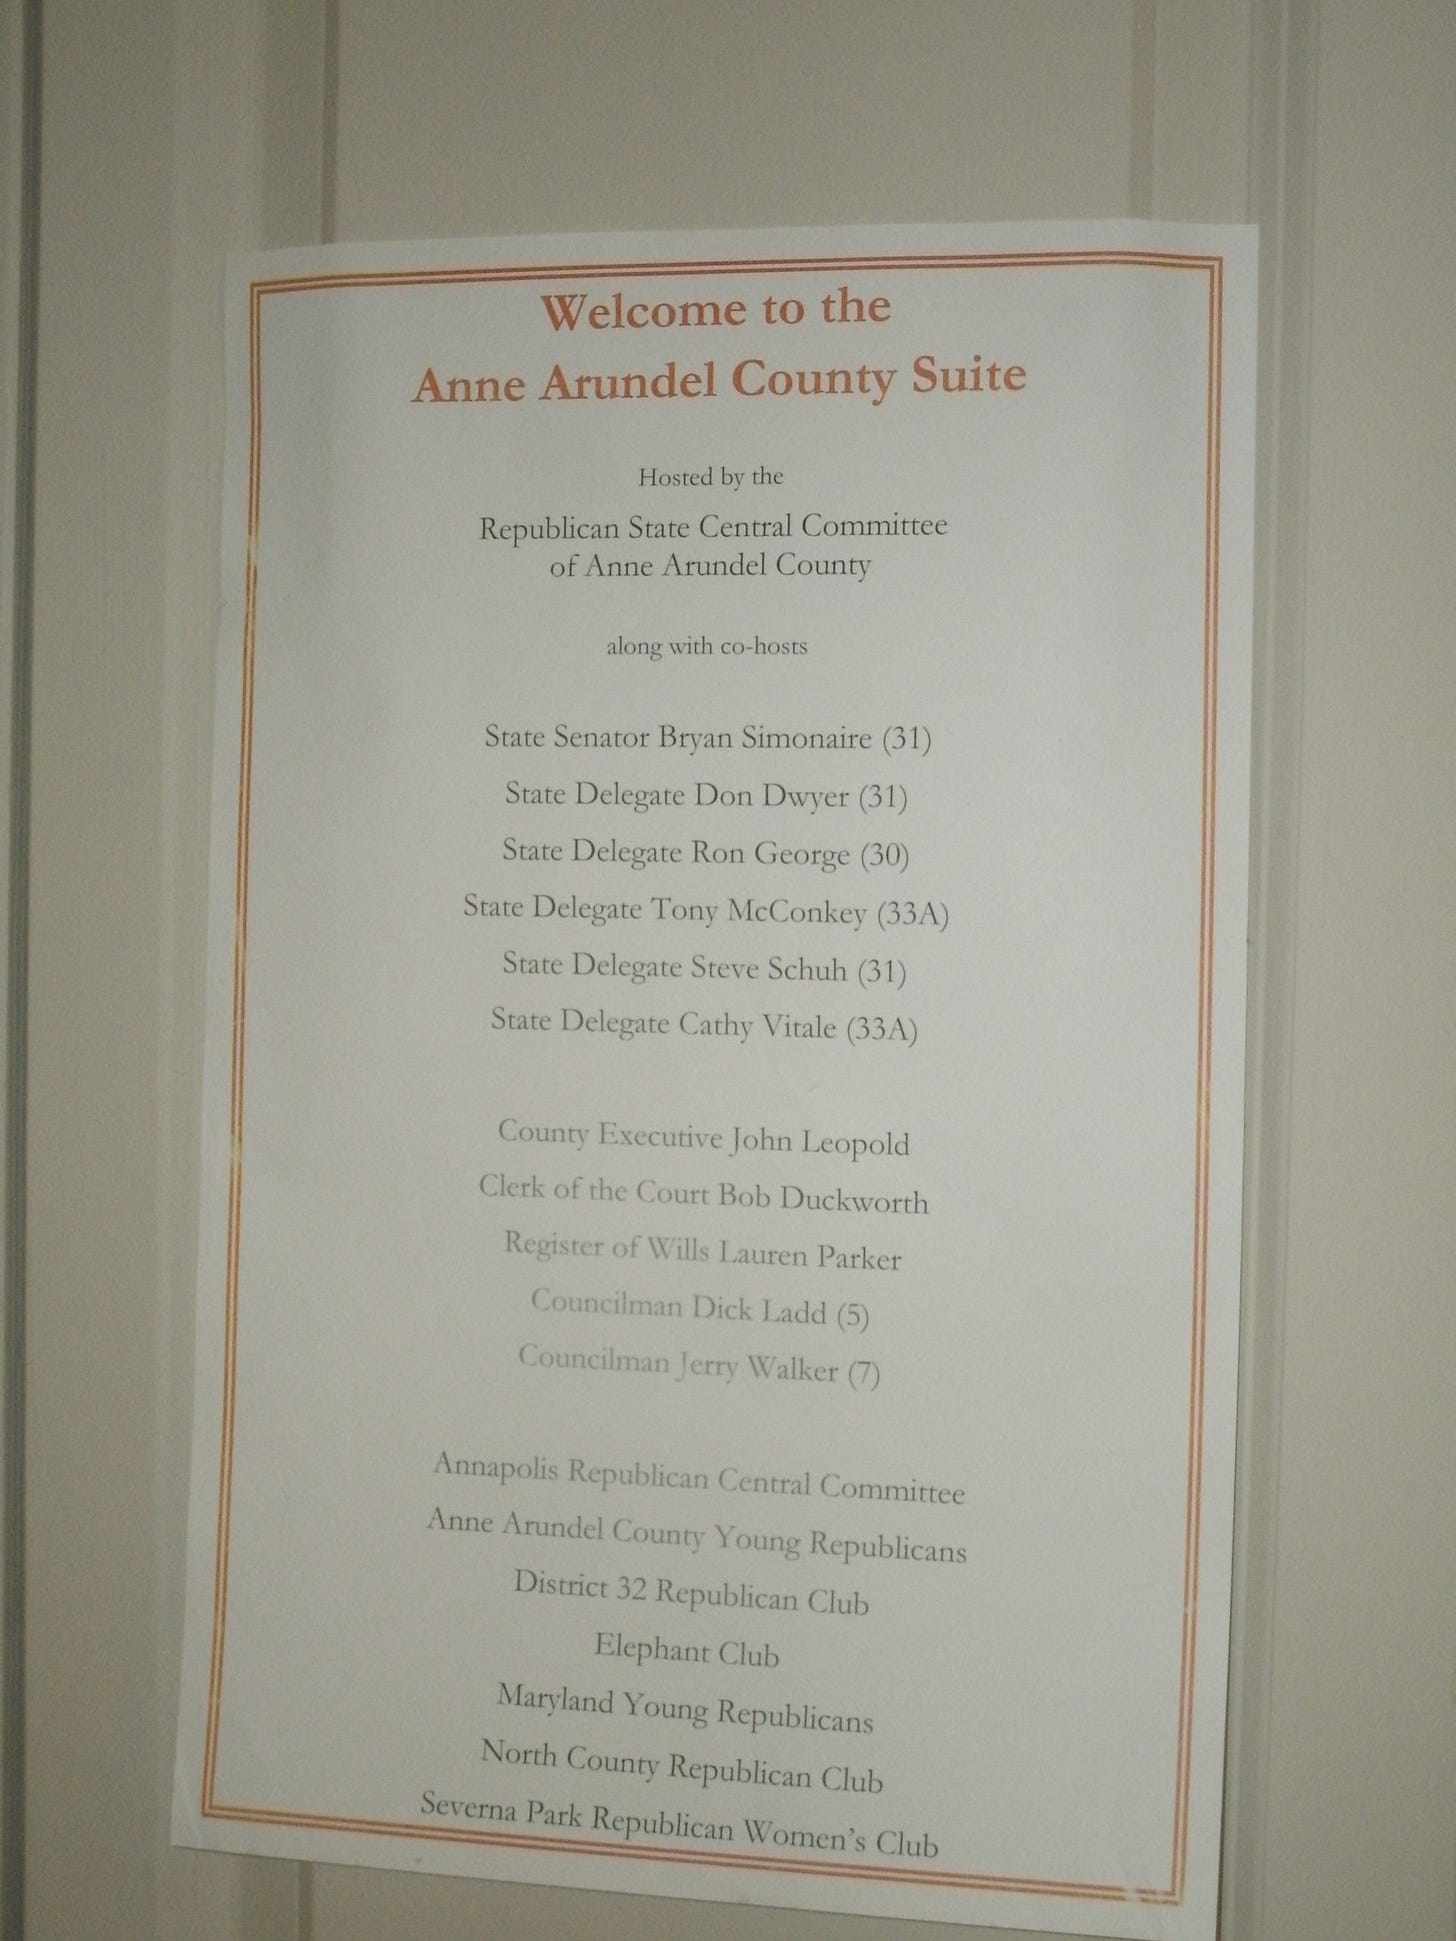 Welcome to the
Anne Arundel County Suite
Hosted by the
Republican State Central Committee
of Anne Arundel County
along with co-hosts
State Senator Bryan Simonaire (31)
State Delegate Don Dwyer (31)
State Delegate Ron George (30)
State Delegate Tony McConkey (33A)
State Delegate Steve Schuh (31)
State Delegate Cathy Vitale (33A)
County Executive John Leopold
Clerk of the Court Bob Duckworth
Register of Wills Lauren Parker
Councilman Dick Ladd (5)
Councilman Jerry Walker (7)
Annapolis Republican Central Committee
Anne Arundel County Young Republicans
District 32 Republican Club
Elephant Club
Maryland Young Republicans
North County Republican Club
Severna Park Republican Women's Club